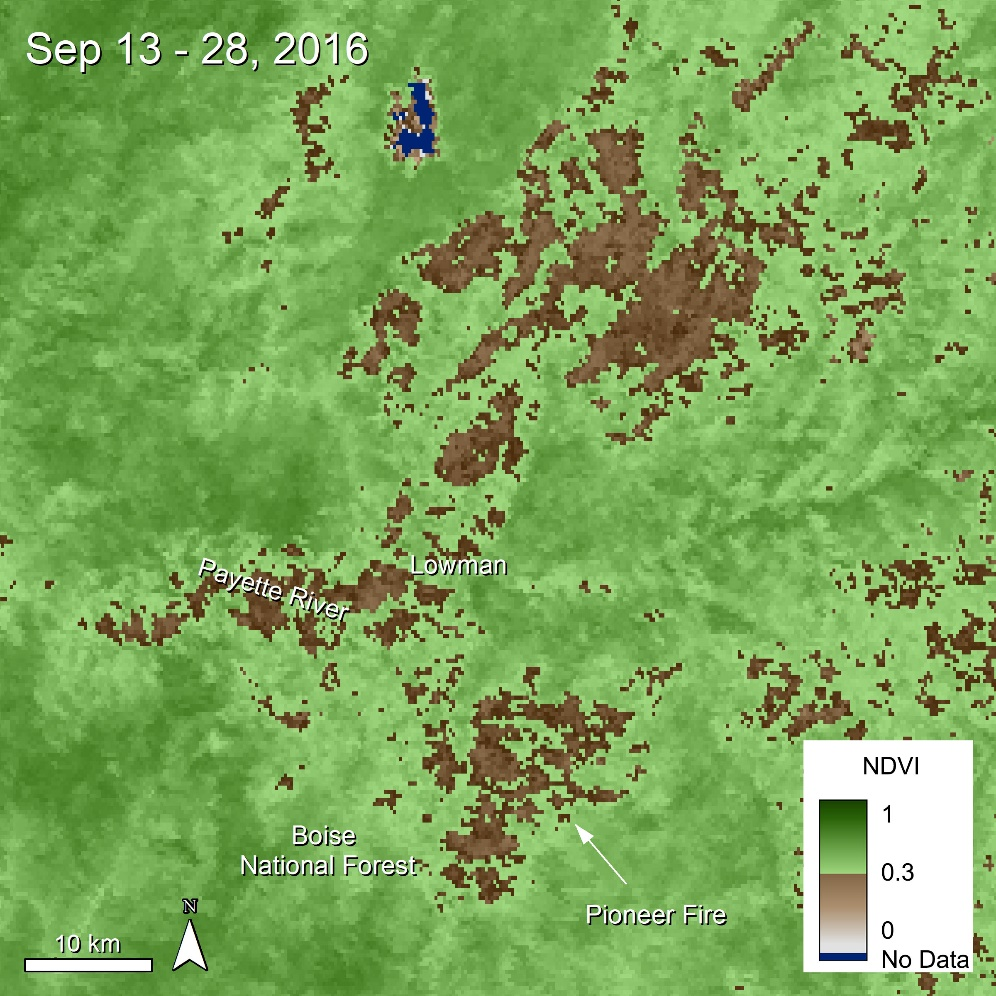 Sep 13 - 28, 2016
Lowman
Payette River
Boise
National Forest
Pioneer Fire
N
10 km
NDVI
1
0.3
0
No Data